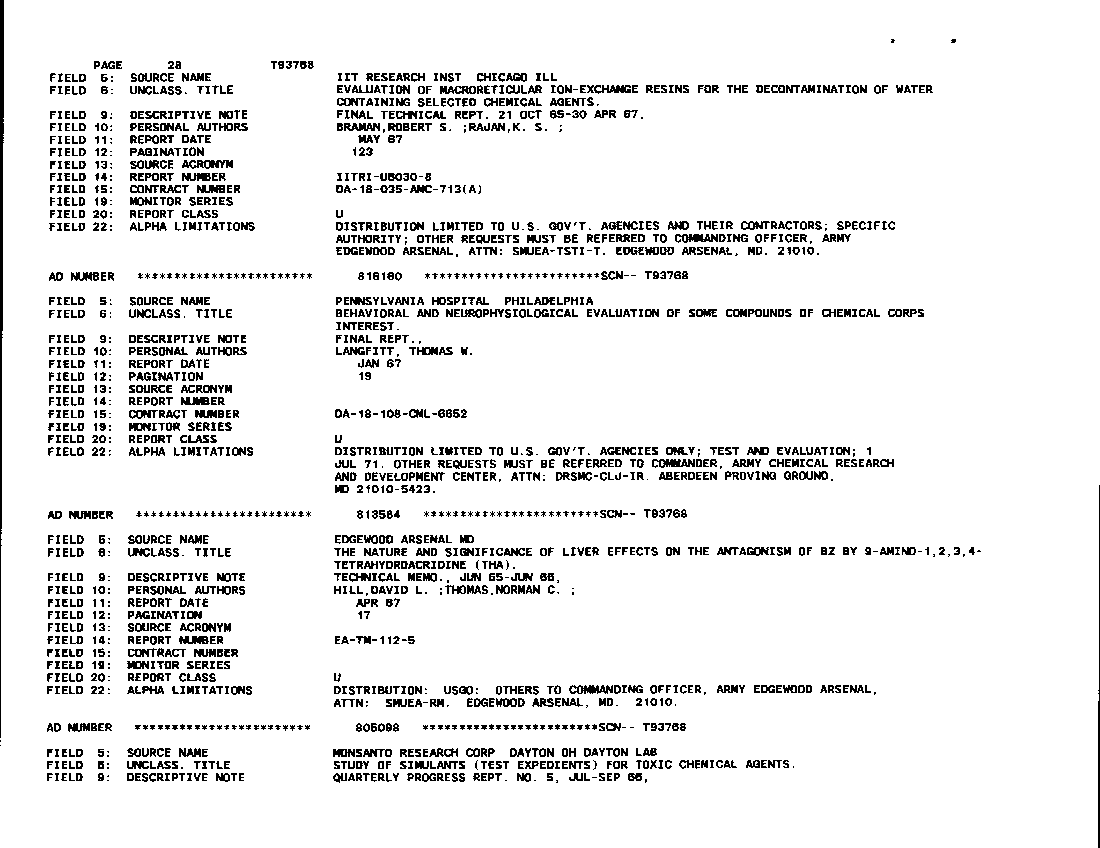 PAGE 28 T93768
FIELD 5: SOURCE NAME IIT RESEARCH INST CHICAGO ILL
FIELD 6: UNCLASS. TITLE EVALUATION OF MACRORETICULAR ION-EXCHANGE RESINS FOR THE DECONTAMINATION OF WATER
CONTAINING SELECTED CHEMICAL AGENTS.
FIELD 9: DESCRIPTIVE NOTE FINAL TECHNICAL REPT. 21 OCT 65-30 APR 67,
FIELD 10: PERSONAL AUTHORS BRAMAN,ROBERT S. ;RAJAN,K. S. ;
FIELD 11: REPORT DATE MAY 67
FIELD 12: PAGINATION 123
FIELD 13: SOURCE ACRONYM
FIELD 14: REPORT NUMBER IITRI-U6030-8
FIELD 15: CONTRACT NUMBER DA-18-035-AMC-713(A)
FIELD 19: MONITOR SERIES
FIELD 20: REPORT CLASS U
FIELD 22: ALPHA LIMITATIONS DISTRIBUTION LIMITED TO U.S. GOV'T. AGENCIES AND THEIR CONTRACTORS; SPECIFIC
AUTHORITY; OTHER REQUESTS MUST BE REFERRED TO COMMANDING OFFICER, ARMY
EDGEWOOD ARSENAL, ATTN: SMUEA-TSTI-T. EDGEWOOD ARSENAL, MD. 21010.
AD NUMBER ************************ 816180 ************************SCN-- T93768
FIELD 5: SOURCE NAME PENNSYLVANIA HOSPITAL PHILADELPHIA
FIELD 6: UNCLASS. TITLE BEHAVIORAL AND NEUROPHYSIOLOGICAL EVALUATION OF SOME COMPOUNDS OF CHEMICAL CORPS
INTEREST.
FIELD 9: DESCRIPTIVE NOTE FINAL REPT.,
FIELD 10: PERSONAL AUTHORS LANGFITT, THOMAS W.
FIELD 11: REPORT DATE JAN 67
FIELD 12: PAGINATION 19
FIELD 13: SOURCE ACRONYM
FIELD 14: REPORT NUMBER
FIELD 15: CONTRACT NUMBER DA-18-108-CML-6652
FIELD 19: MONITOR SERIES
FIELD 20: REPORT CLASS U
FIELD 22: ALPHA LIMITATIONS DISTRIBUTION LIMITED TO U.S. GOV'T. AGENCIES ONLY; TEST AND EVALUATION; 1
JUL 71. OTHER REQUESTS MUST BE REFERRED TO COMMANDER, ARMY CHEMICAL RESEARCH
AND DEVELOPMENT CENTER, ATTN: DRSMC-CLJ-IR. ABERDEEN PROVING GROUND,
MD 21010-5423.
AD NUMBER ************************ 813564 ************************SCN-- T93768
FIELD 5: SOURCE NAME EDGEWOOD ARSENAL MD
FIELD 6: UNCLASS. TITLE THE NATURE AND SIGNIFICANCE OF LIVER EFFECTS ON THE ANTAGONISM OF BZ BY 9-AMINO-1,2,3,4-
TETRAHYDROACRIDINE (THA).
FIELD 9: DESCRIPTIVE NOTE TECHNICAL MEMO., JUN 65-JUN 66,
FIELD 10: PERSONAL AUTHORS HILL,DAVID L. ;THOMAS,NORMAN C. ;
FIELD 11: REPORT DATE APR 67
FIELD 12: PAGINATION 17
FIELD 13: SOURCE ACRONYM
FIELD 14: REPORT NUMBER EA-TM-112-5
FIELD 15: CONTRACT NUMBER
FIELD 19: MONITOR SERIES
FIELD 20: REPORT CLASS U
FIELD 22: ALPHA LIMITATIONS DISTRIBUTION: USGO: OTHERS TO COMMANDING OFFICER, ARMY EDGEWOOD ARSENAL,
ATTN: SMUEA-RM. EDGEWOOD ARSENAL, MD. 21010.
AD NUMBER ************************ 805098 ************************SCN-- T93768
FIELD 5: SOURCE NAME MONSANTO RESEARCH CORP DAYTON OH DAYTON LAB
FIELD 6: UNCLASS. TITLE STUDY OF SIMULANTS (TEST EXPEDIENTS) FOR TOXIC CHEMICAL AGENTS.
FIELD 9: DESCRIPTIVE NOTE QUARTERLY PROGRESS REPT. NO. 5, JUL-SEP 66,